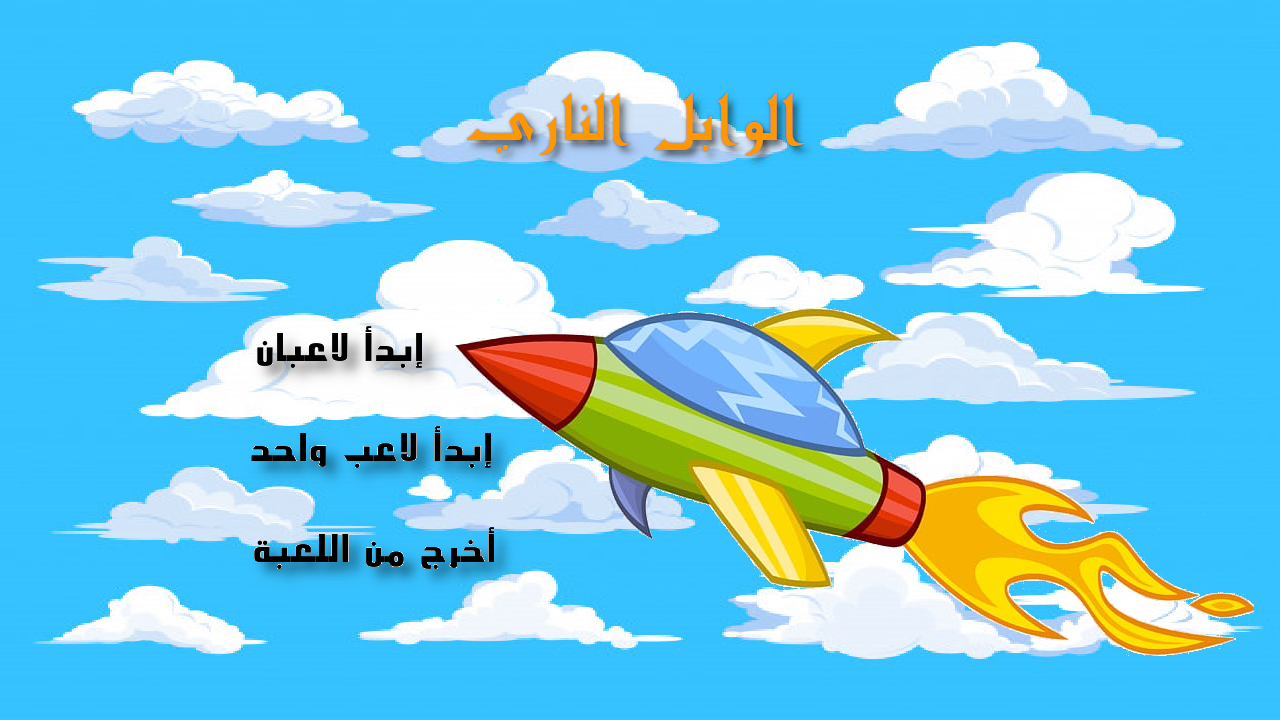 الوابل الناري
إبدأ لاعبان
إبدأ لاعب واحد
أخرج من اللعبة